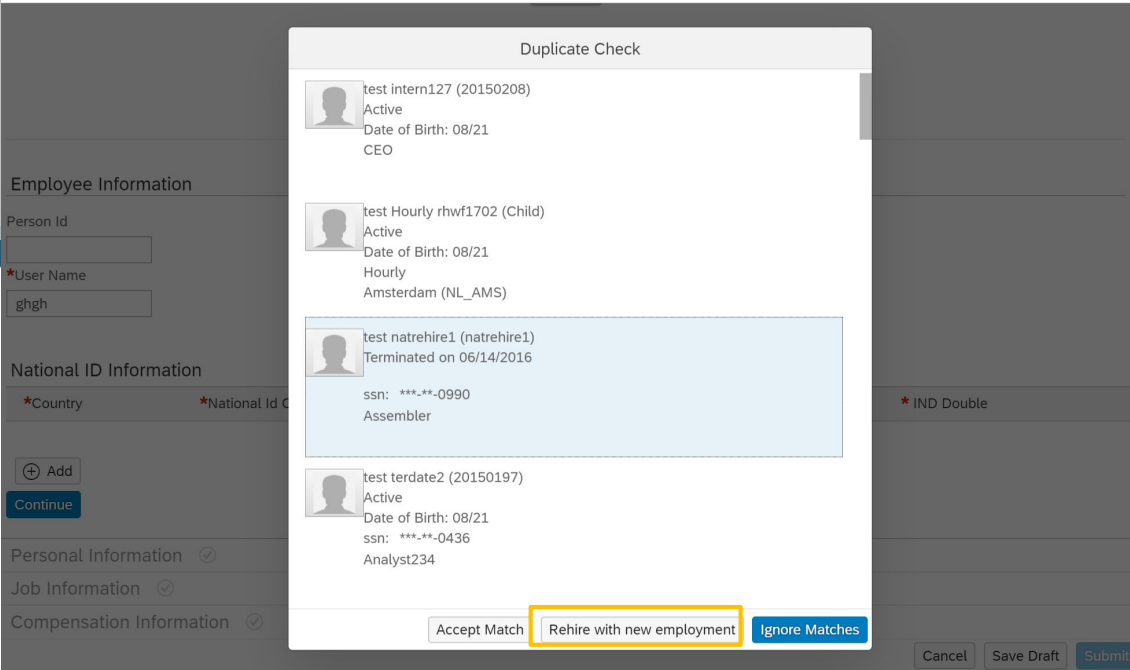 Duplicate Check
test intern127 (20150208)
Active
Date of Birth: 08/21
CEO
test Hourly rhwf1702 (Child)
Active
Date of Birth: 08/21
Hourly
Amsterdam (NL_AMS)
test natrehire1 (natrehire1)
Terminated on 06/14/2016
ssn: ***-**-0990
Assembler
test terdate2 (20150197)
Active
Date of Birth: 08/21
ssn: ***-**-0436
Analyst234
Accept Match Rehire with new employment Ignore Matches
Employee Information
Person Id
*User Name
ghgh
National ID Information
*Country *National Id C * IND Double
Add
Continue
Personal Information
Job Information
Compensation Information
Cancel Save Draft Submit